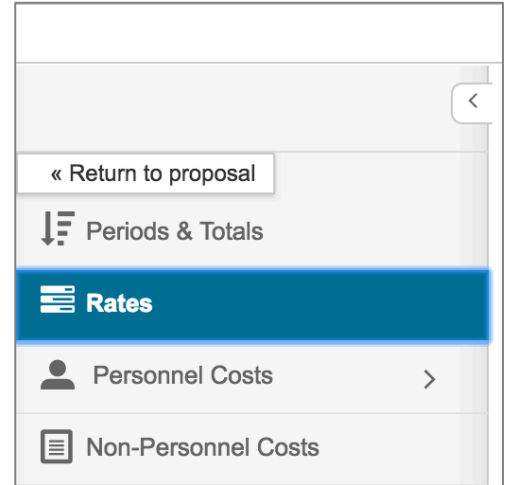 « Return to proposal
Periods & Totals
Rates
Personnel Costs
Non-Personnel Costs